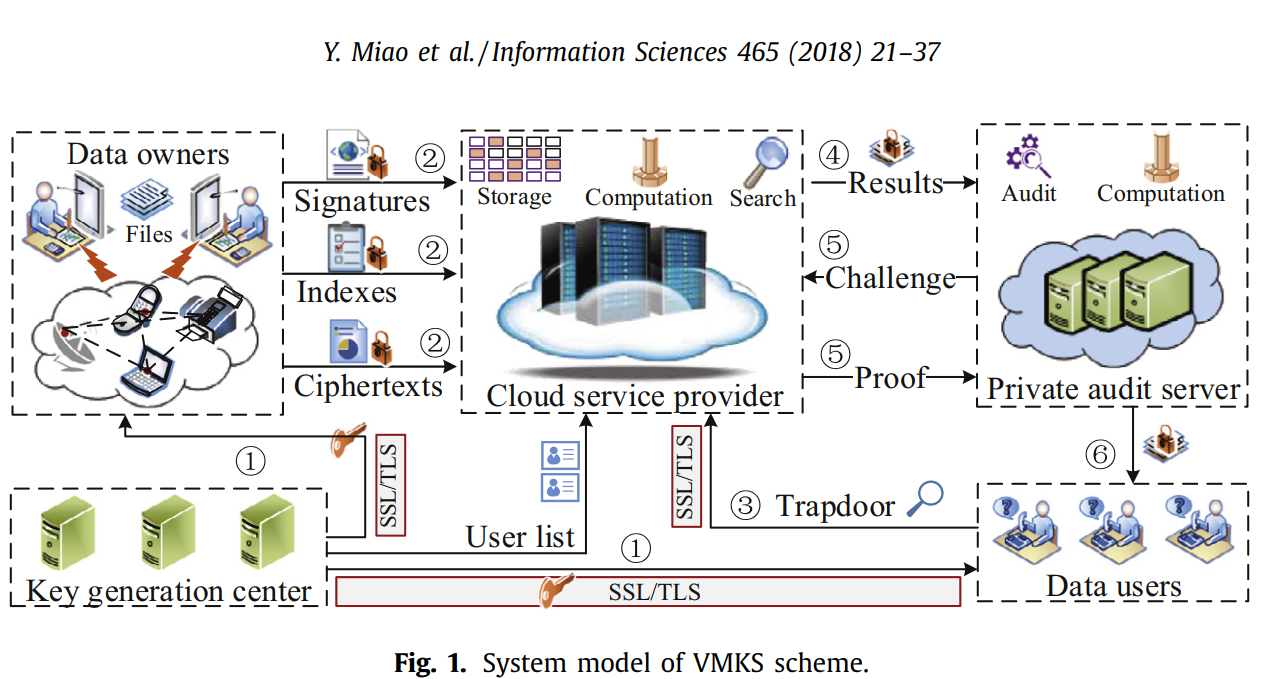 Y. Miao et al. / Information Sciences 465 (2018) 21–37
Data owners
Files
② Signatures
② Indexes
② Ciphertexts
Storage
Computation
Search
Cloud service provider
④ Results
⑤ Challenge
⑤ Proof
Audit
Computation
Private audit server
①
SSL/TLS
Key generation center
User list
①
SSL/TLS
SSL/TLS
③ Trapdoor
⑥
?
?
?
Data users
Fig. 1. System model of VMKS scheme.